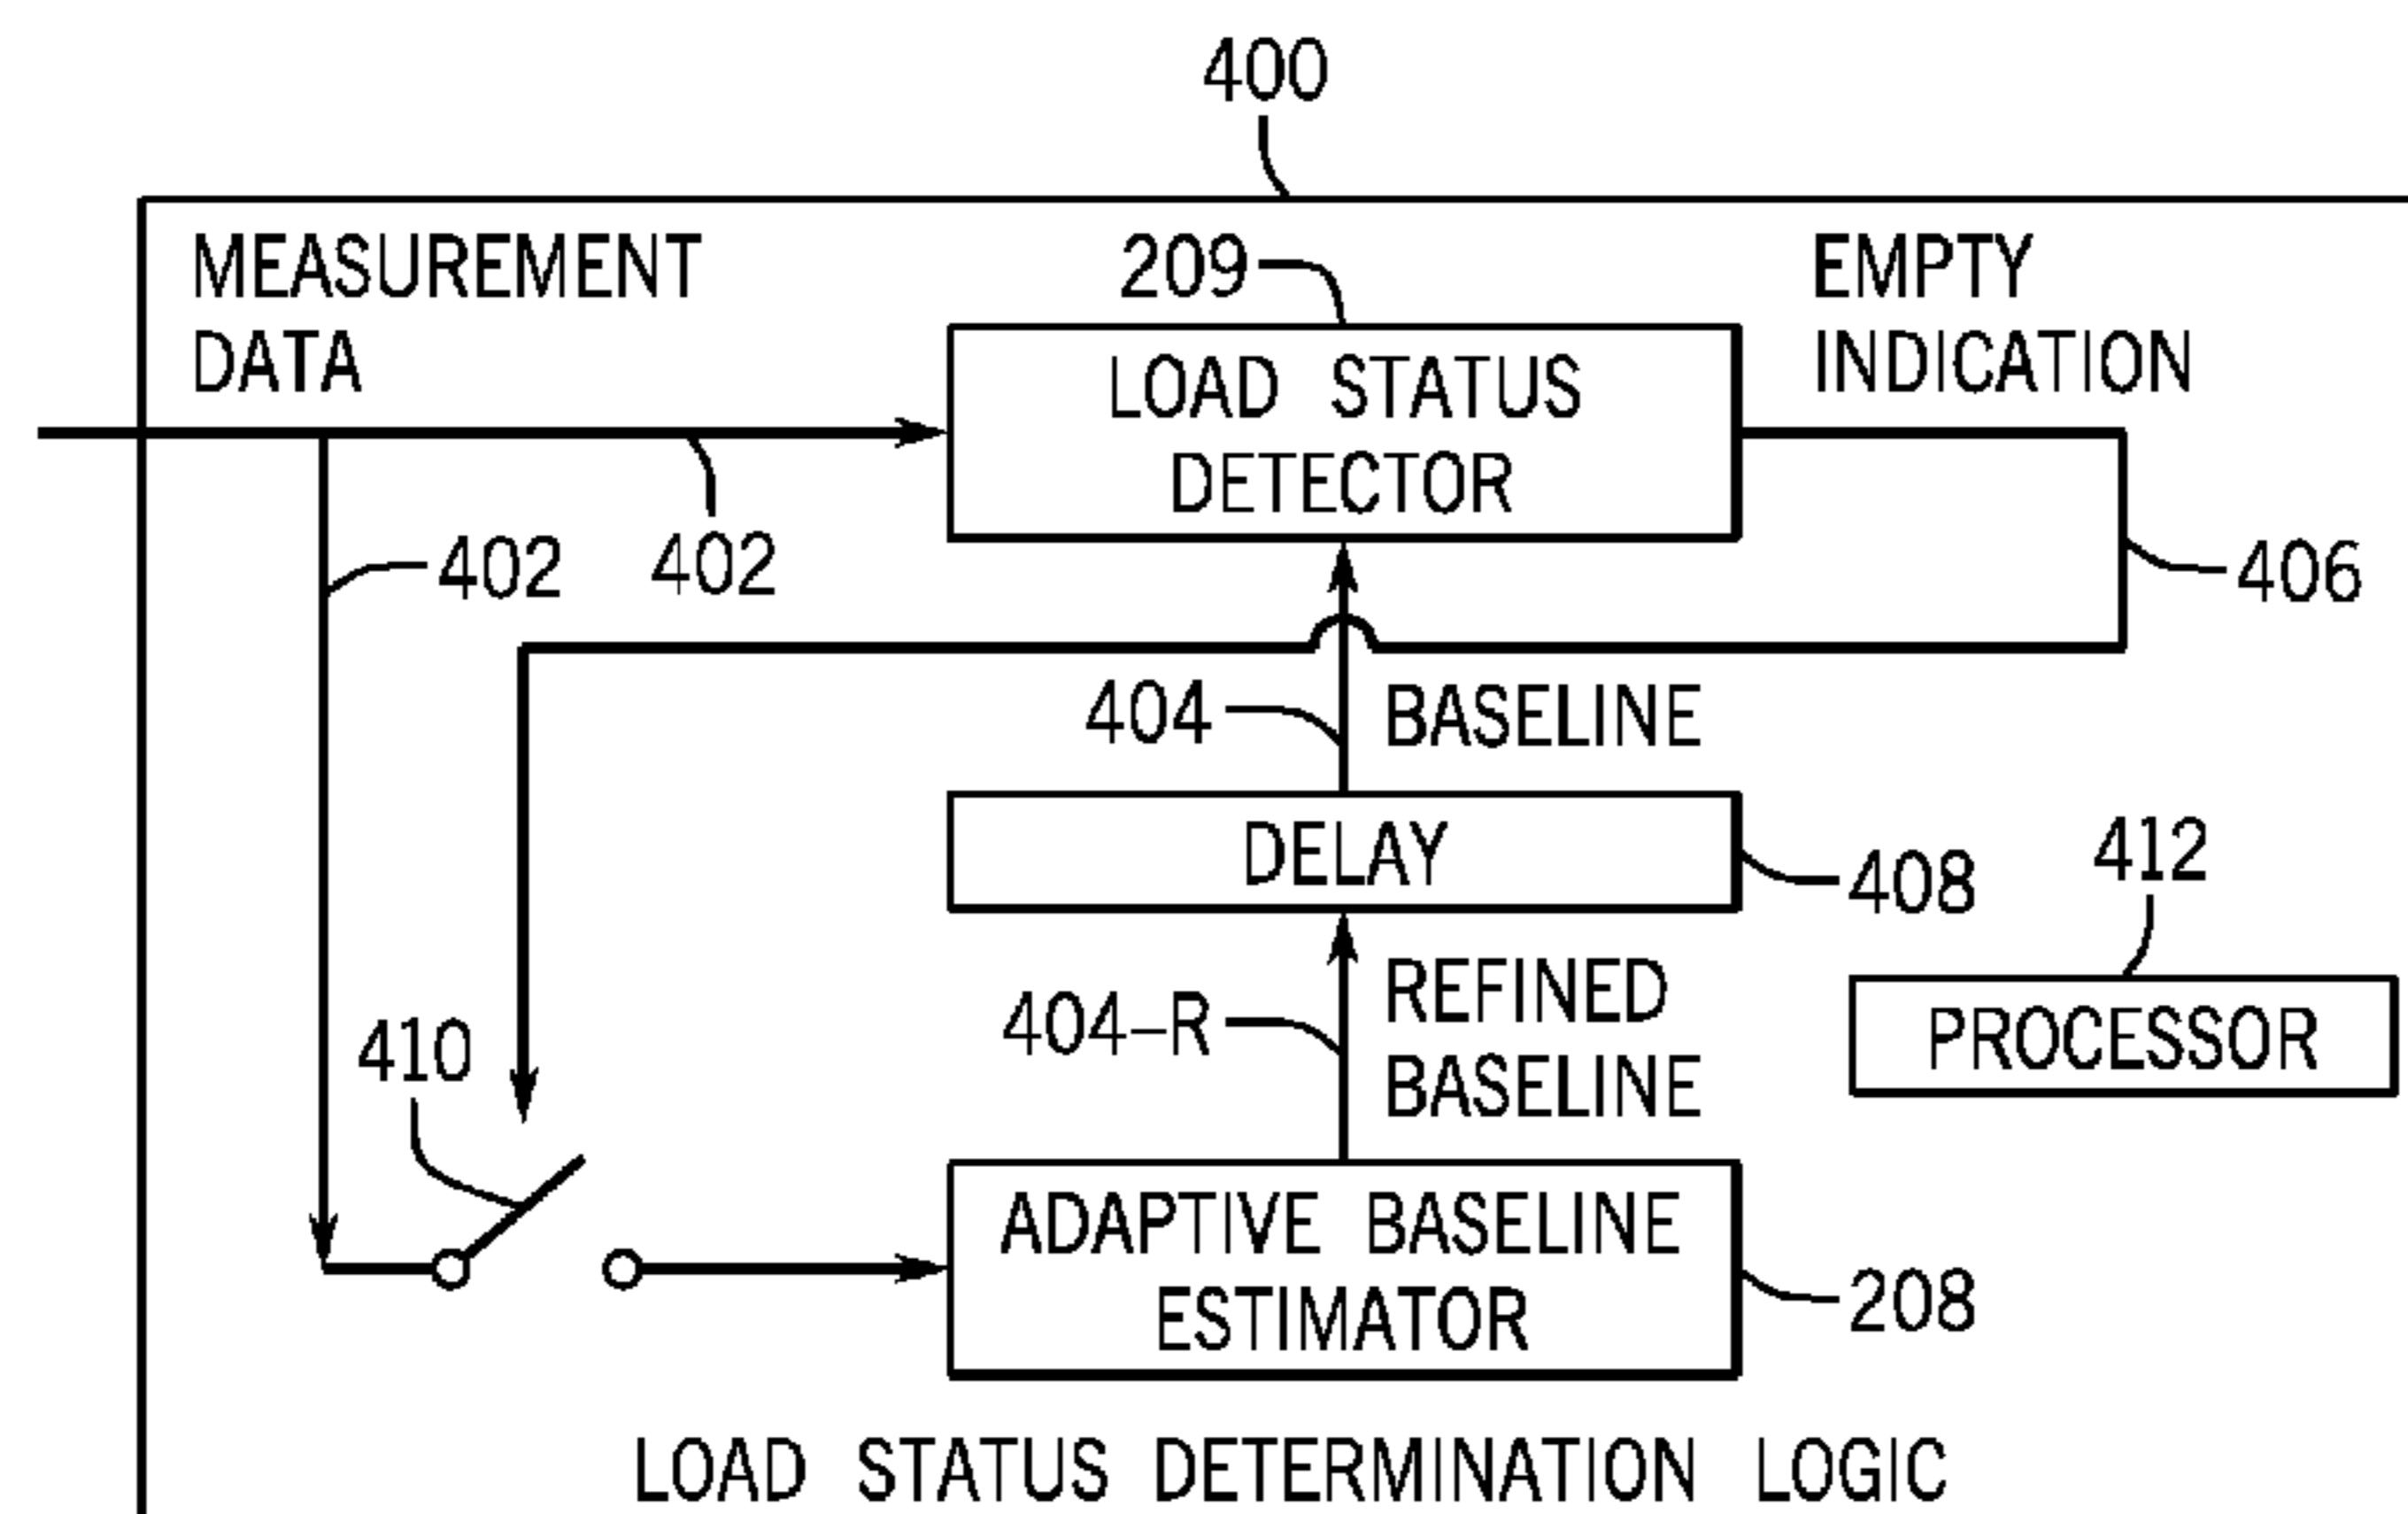 400
MEASUREMENT
DATA
209
EMPTY
INDICATION
LOAD STATUS
DETECTOR
402
402
406
404
BASELINE
DELAY
408
412
404-R
REFINED
BASELINE
PROCESSOR
410
ADAPTIVE BASELINE
ESTIMATOR
208
LOAD STATUS DETERMINATION LOGIC